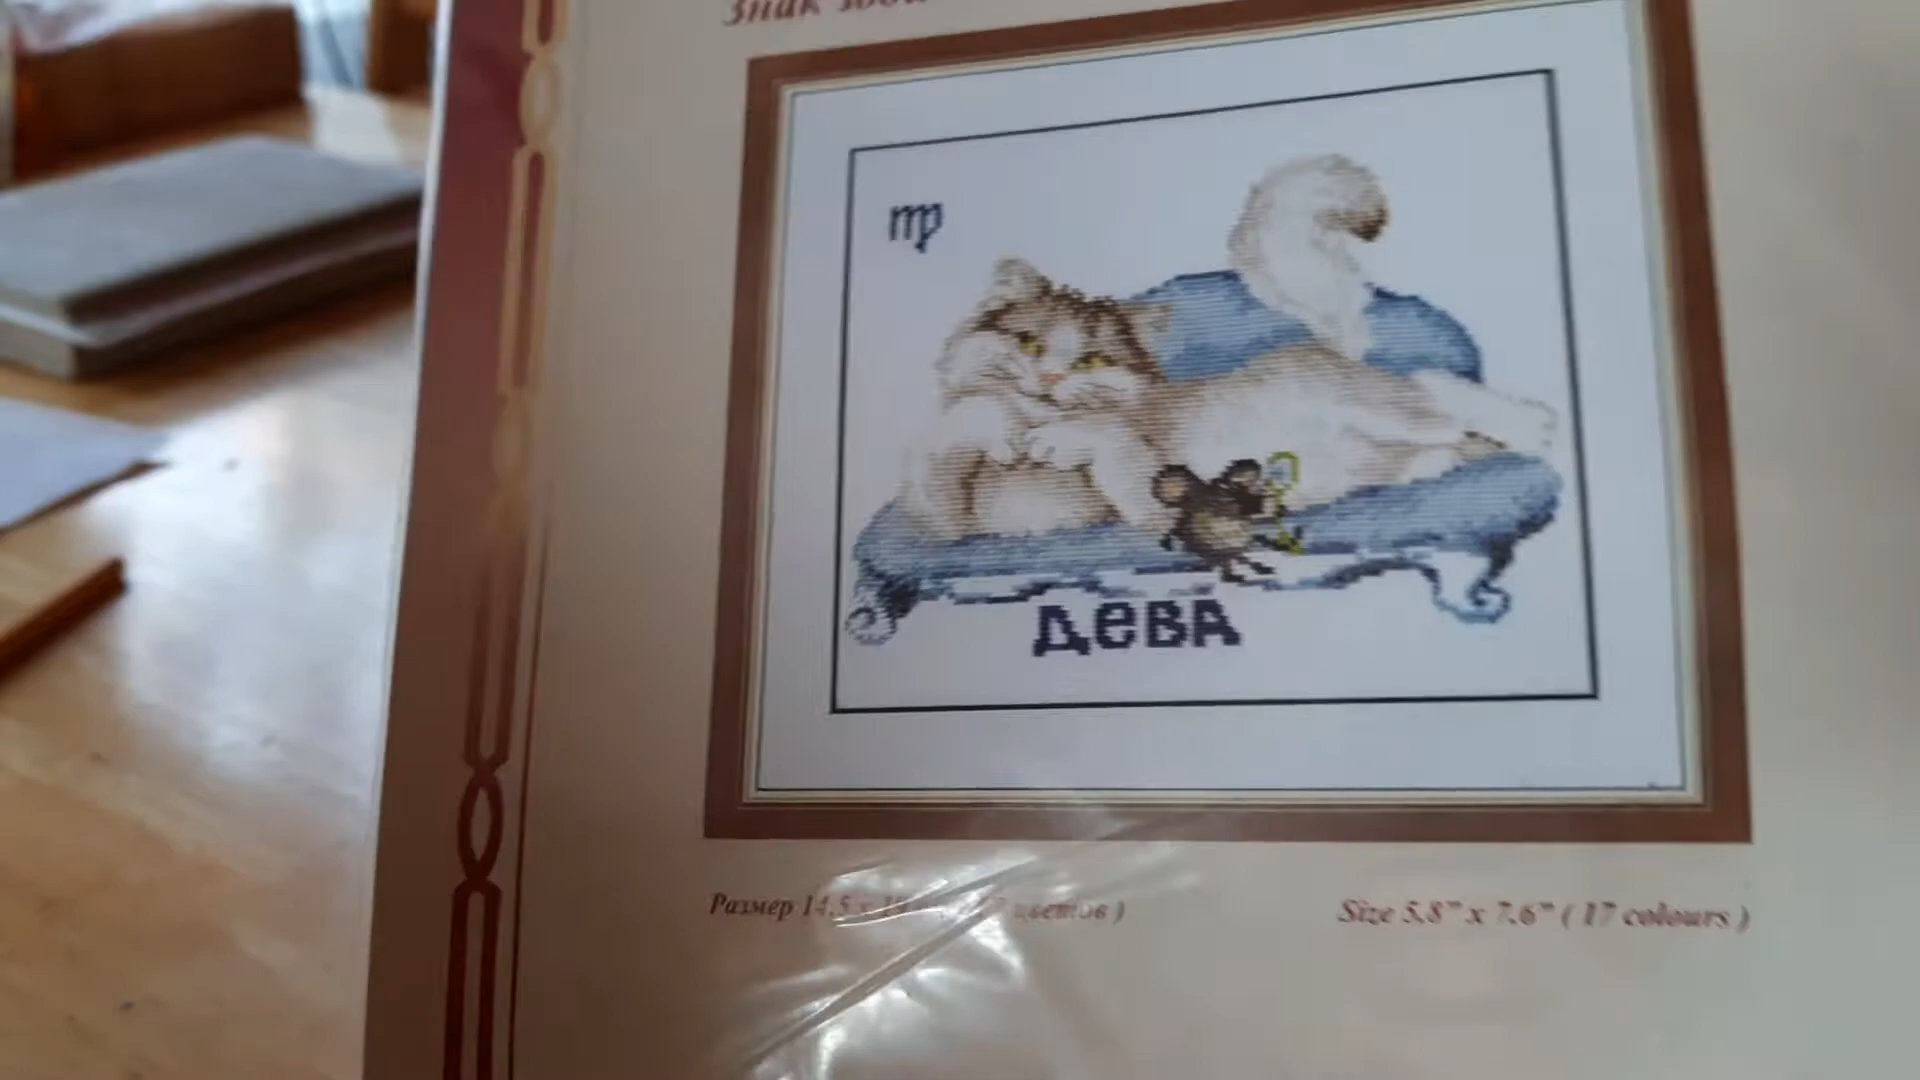 Знак
♍
дева
Размер 14.5 x цветов )
Size 5.8" x 7.6" ( 17 colours )